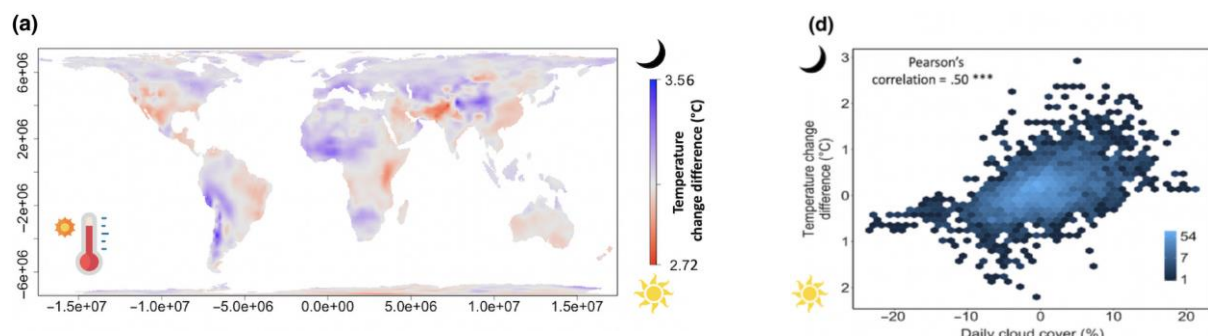 (a)
6e+06
2e+06
−2e+06
−6e+06
−1.5e+07
−1.0e+07
−5.0e+06
0.0e+00
5.0e+06
1.0e+07
1.5e+07
3.56
Temperature
change difference (°C)
2.72
(d)
Pearson's
correlation = .50 ***
Temperature change
difference (°C)
3
2
1
0
1
2
54
7
1
−20
−10
0
10
20
Daily cloud cover (%)